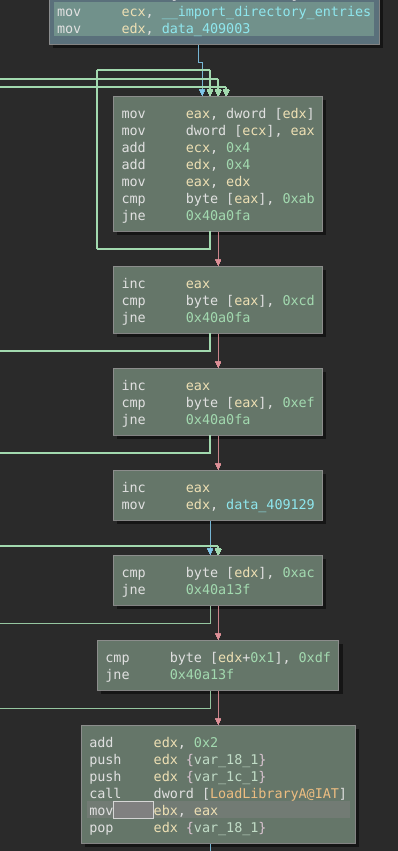 mov ecx, __import_directory_entries
mov edx, data_409003
mov eax, dword [edx]
mov dword [ecx], eax
add ecx, 0x4
add edx, 0x4
mov eax, edx
cmp byte [eax], 0xab
jne 0x40a0fa
inc eax
cmp byte [eax], 0xcd
jne 0x40a0fa
inc eax
cmp byte [eax], 0xef
jne 0x40a0fa
inc eax
mov edx, data_409129
cmp byte [edx], 0xac
jne 0x40a13f
cmp byte [edx+0x1], 0xdf
jne 0x40a13f
add edx, 0x2
push edx {var_18_1}
push edx {var_1c_1}
call dword [LoadLibraryA@IAT]
mov ebx, eax
pop edx {var_18_1}